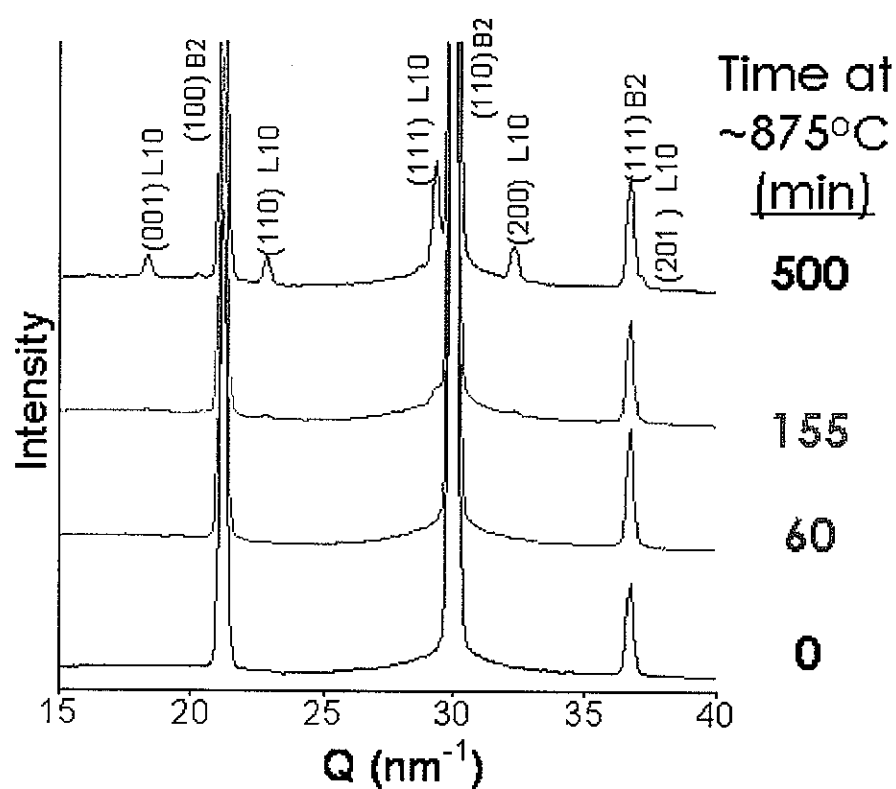 (001) L10
(100) B2
(110) L10
(111) L10
(110) B2
(200) L10
(111) B2
(201) L10
Time at
~875°C
(min)
500
155
60
0
Intensity
15 20 25 30 35 40
Q (nm⁻¹)